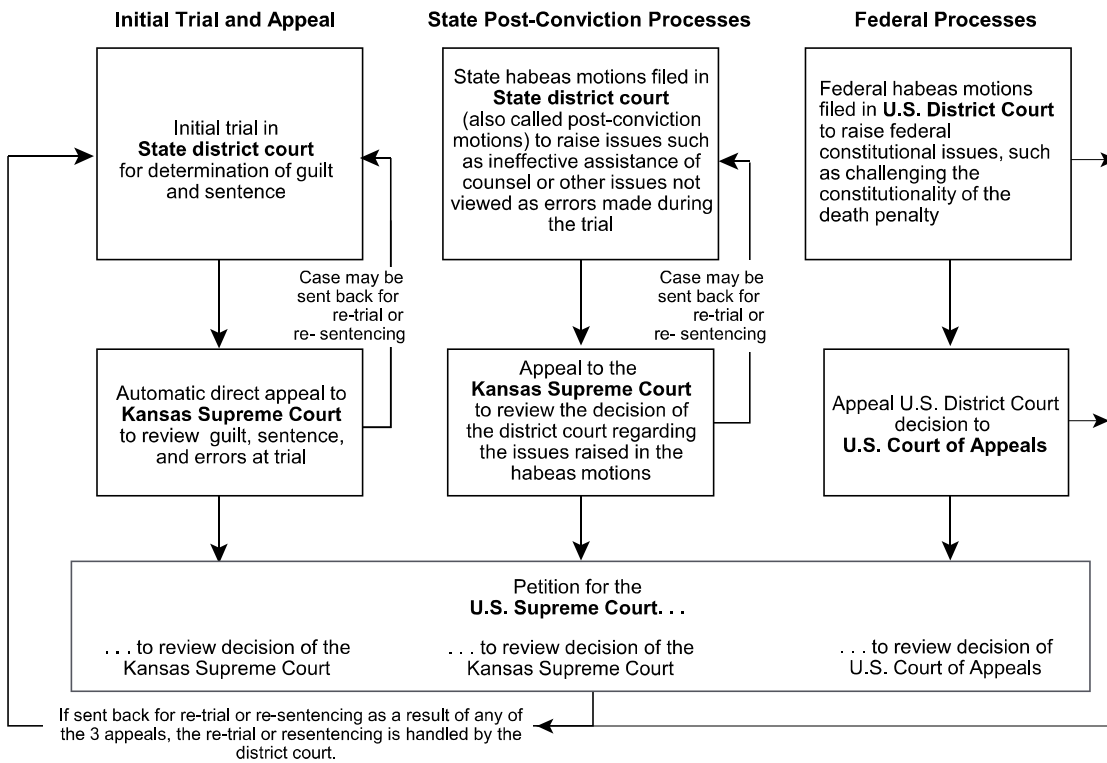 Initial Trial and Appeal
State Post-Conviction Processes
Federal Processes
Initial trial in
State district court
for determination of guilt
and sentence
State habeas motions filed in
State district court
(also called post-conviction
motions) to raise issues such
as ineffective assistance of
counsel or other issues not
viewed as errors made during
the trial
Federal habeas motions
filed in U.S. District Court
to raise federal
constitutional issues, such
as challenging the
constitutionality of the
death penalty
Case may be
sent back for
re-trial or
re- sentencing
Case may be
sent back for
re-trial or
re- sentencing
Automatic direct appeal to
Kansas Supreme Court
to review guilt, sentence,
and errors at trial
Appeal to the
Kansas Supreme Court
to review the decision of
the district court regarding
the issues raised in the
habeas motions
Appeal U.S. District Court
decision to
U.S. Court of Appeals
Petition for the
U.S. Supreme Court. . .
. . . to review decision of the
Kansas Supreme Court
. . . to review decision of the
Kansas Supreme Court
. . . to review decision of
U.S. Court of Appeals
If sent back for re-trial or re-sentencing as a result of any of
the 3 appeals, the re-trial or resentencing is handled by the
district court.